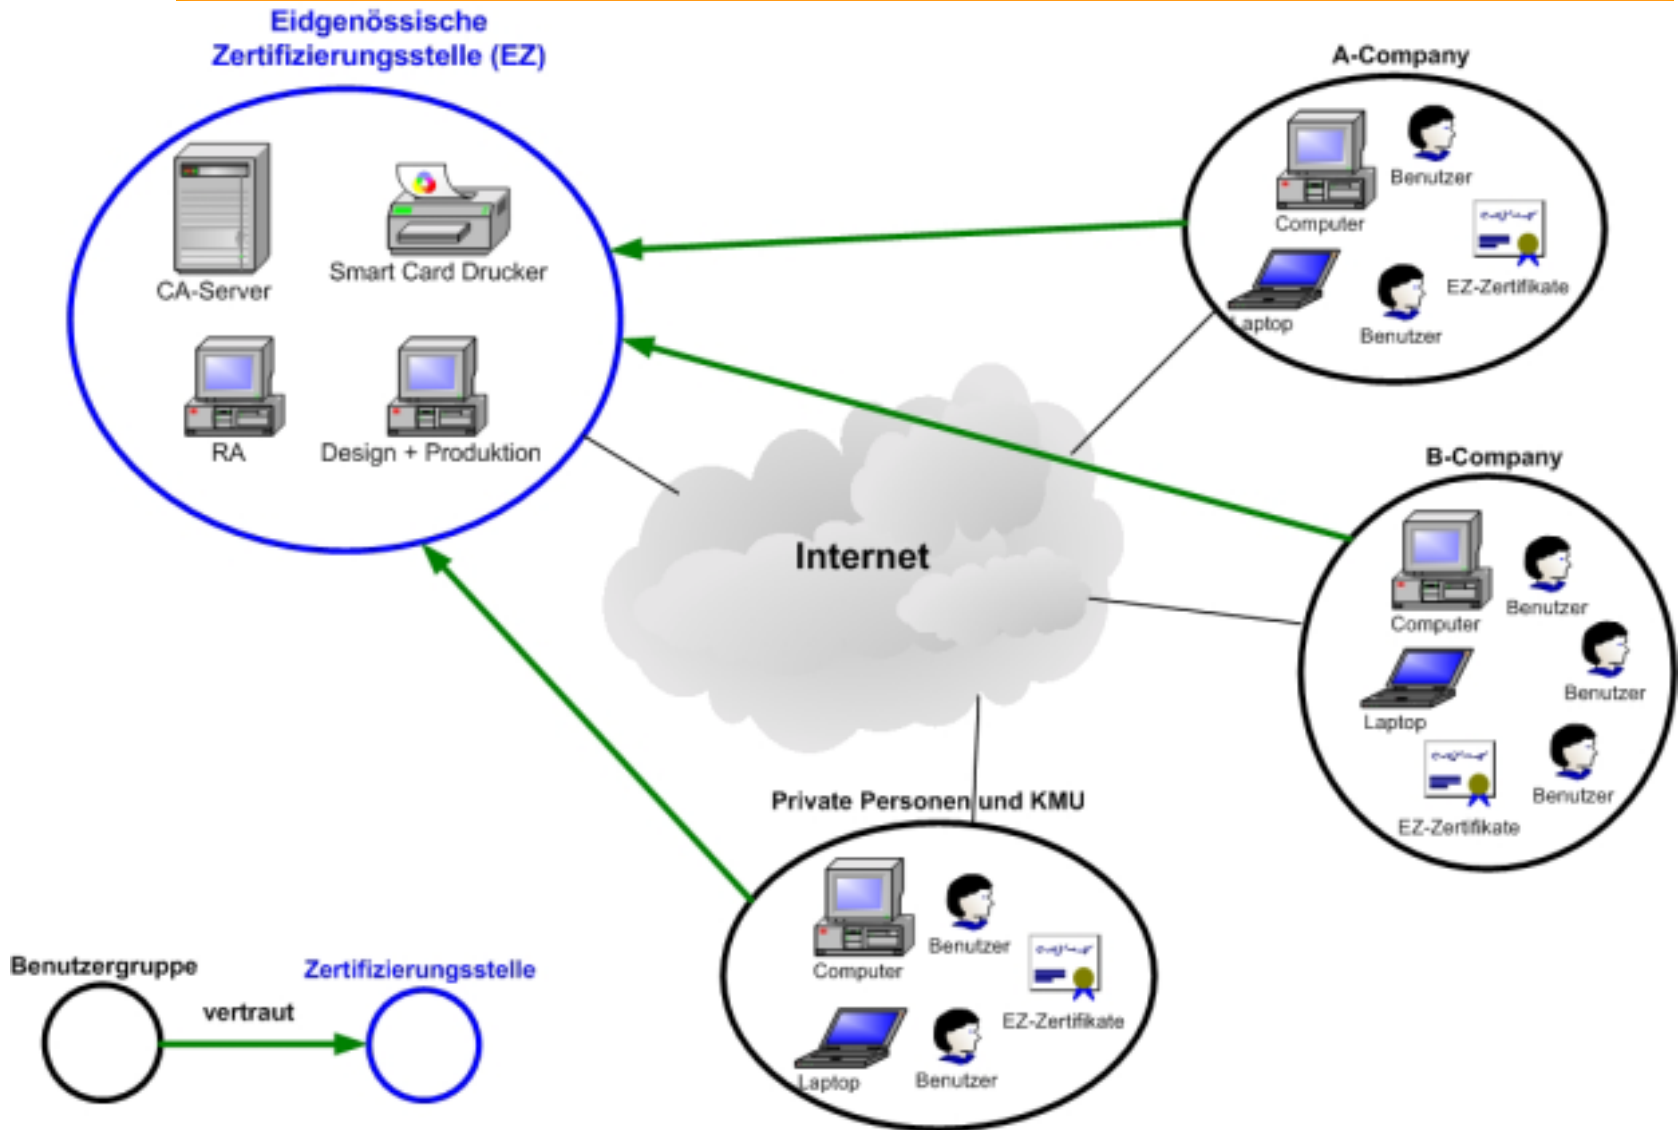 Eidgenössische
Zertifizierungsstelle (EZ)
CA-Server
Smart Card Drucker
RA
Design + Produktion
A-Company
Computer
Benutzer
Laptop
Benutzer
EZ-Zertifikate
Internet
B-Company
Computer
Benutzer
Benutzer
Laptop
Benutzer
EZ-Zertifikate
Private Personen und KMU
Computer
Benutzer
EZ-Zertifikate
Laptop
Benutzer
Benutzergruppe
vertraut
Zertifizierungsstelle